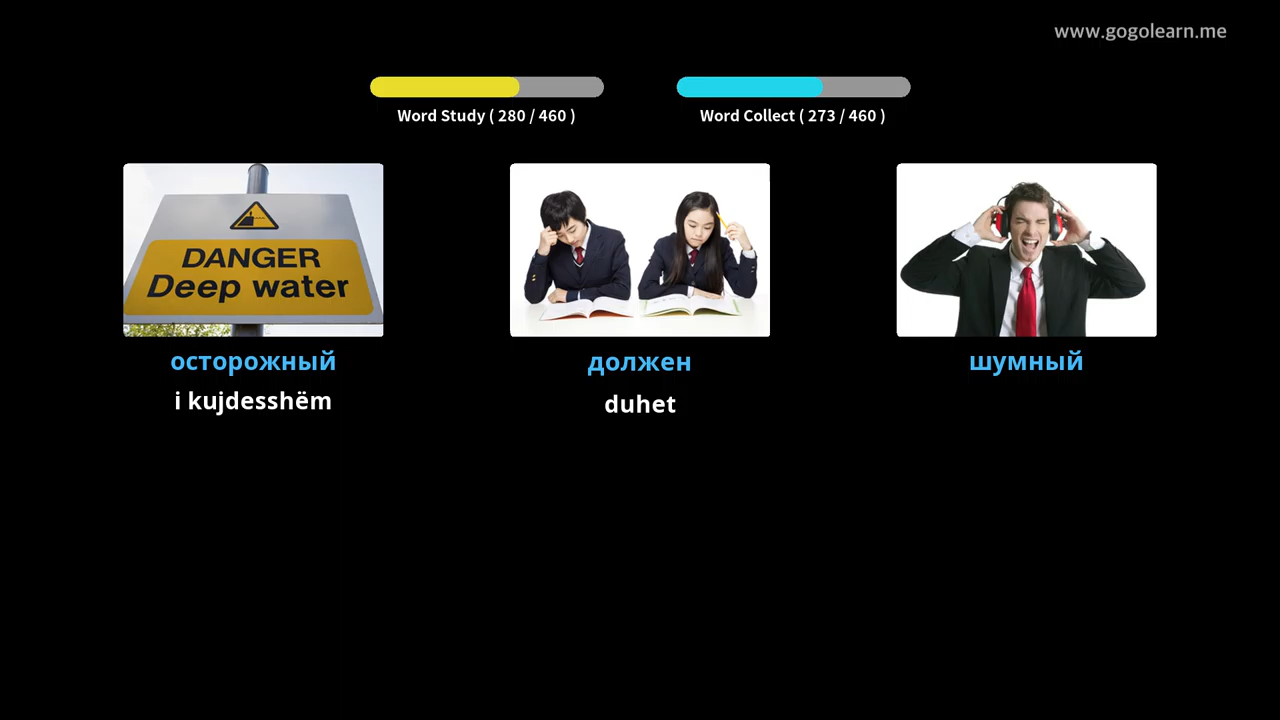 www.gogolearn.me
Word Study ( 280 / 460 )
Word Collect ( 273 / 460 )
DANGER
Deep water
осторожный
должен
шумный
i kujdesshëm
duhet